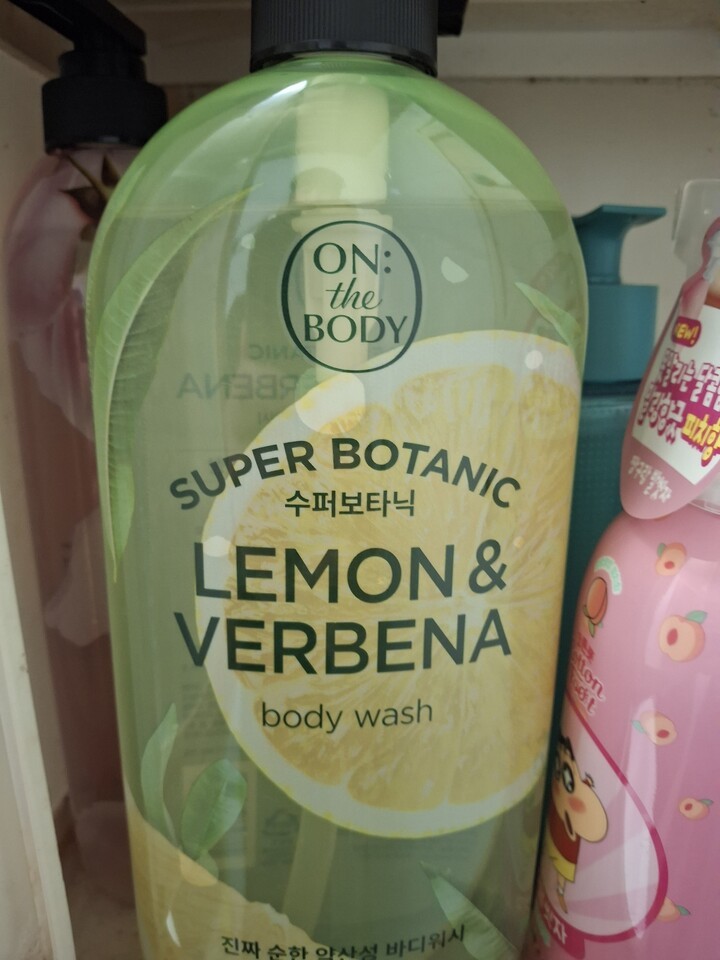 ON:
the
BODY
SUPER BOTANIC
수퍼보타닉
LEMON &
VERBENA
body wash
진짜 순한 약산성 바디워시
NEW!